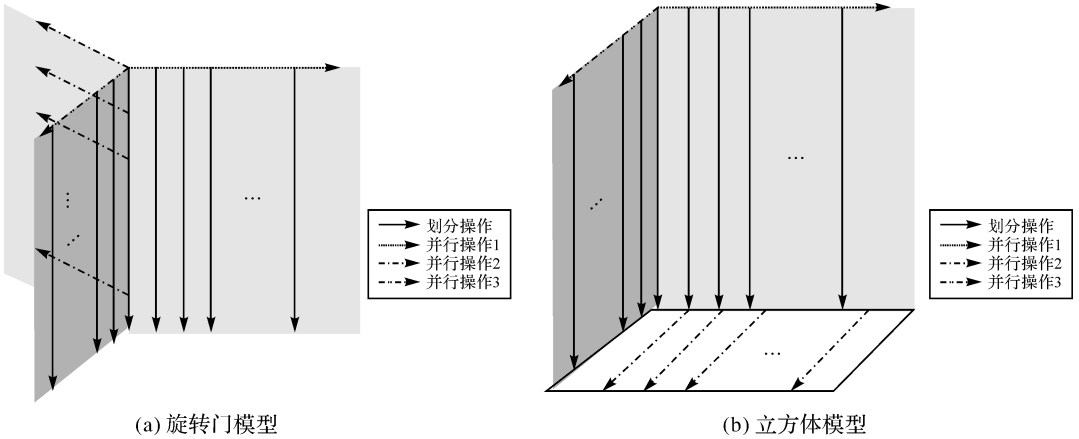 …
…
…
划分操作
并行操作1
并行操作2
并行操作3
(a) 旋转门模型
…
…
…
划分操作
并行操作1
并行操作2
并行操作3
(b) 立方体模型